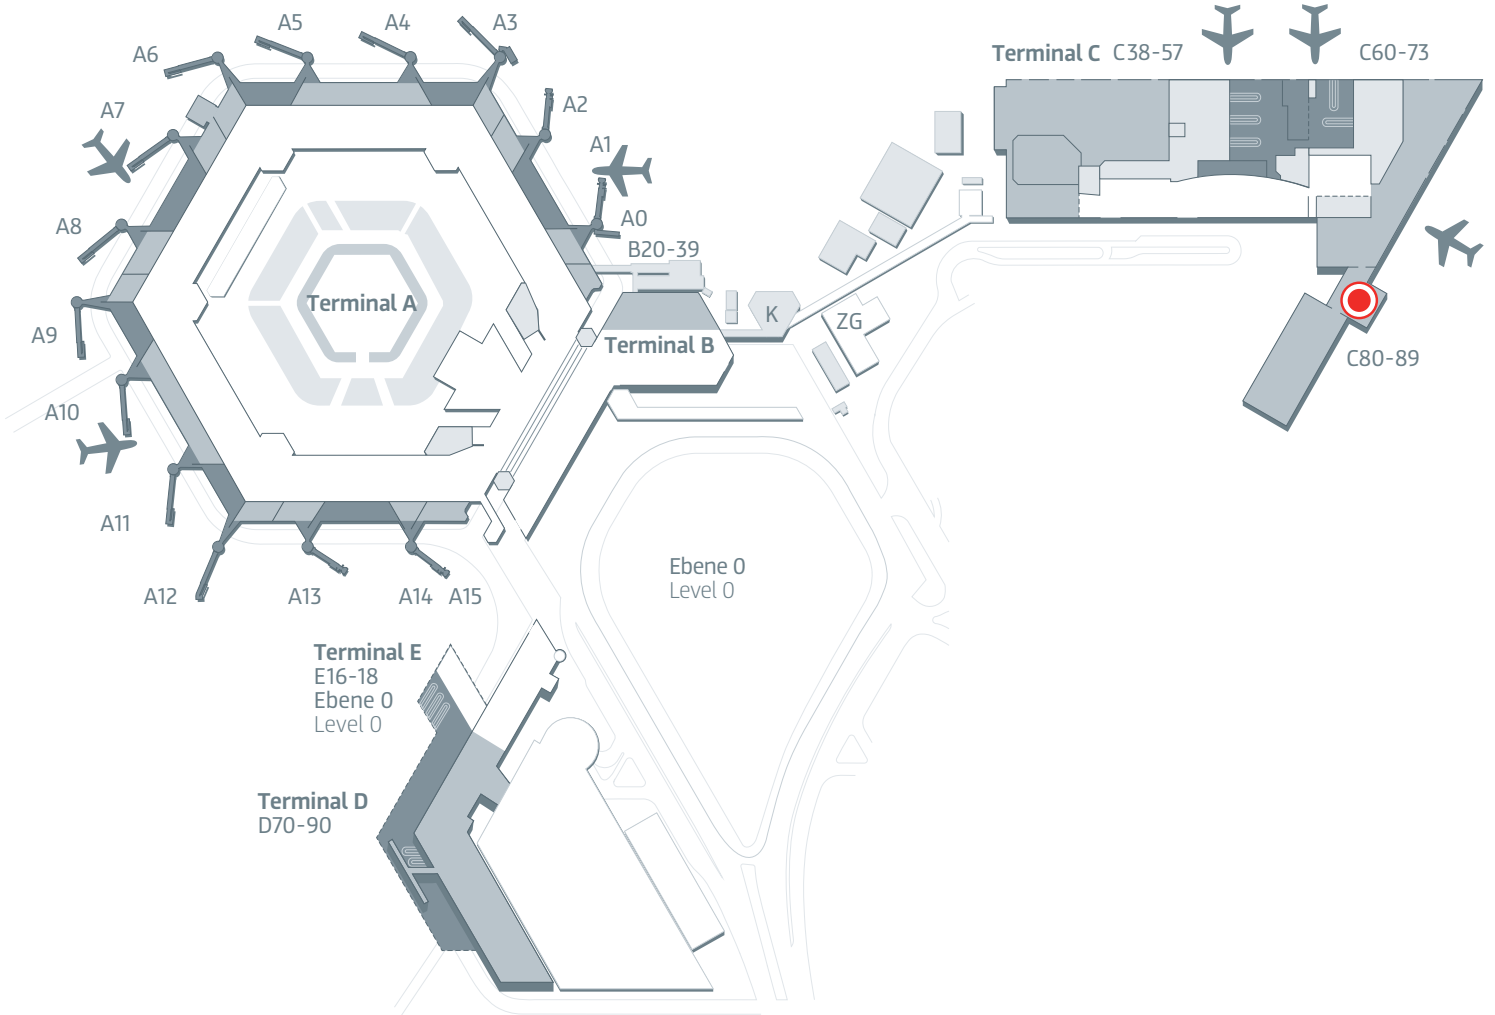 A3
A5
A4
A6
Terminal C C38-57
C60-73
A7
A2
A1
A0
A8
B20-39
Terminal A
K
ZG
A9
Terminal B
C80-89
A10
A11
Ebene 0
Level 0
A12
A13
A14
A15
Terminal E
E16-18
Ebene 0
Level 0
Terminal D
D70-90